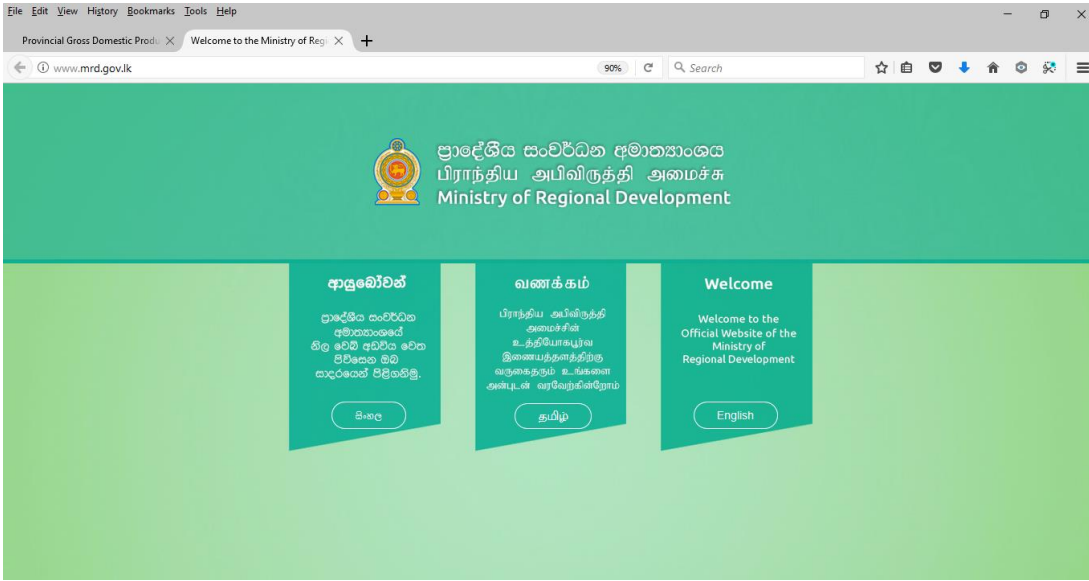 File Edit View History Bookmarks Tools Help
Provincial Gross Domestic Produ
Welcome to the Ministry of Regi
www.mrd.gov.lk
90%
Search
ප්‍රාදේශීය සංවර්ධන අමාත්‍යාංශය
பிராந்திய அபிவிருத்தி அமைச்சு
Ministry of Regional Development
ආයුබෝවන්
ප්‍රාදේශීය සංවර්ධන
අමාත්‍යාංශයේ
නිල වෙබ් අඩවිය වෙත
පිවිසෙන ඔබ
සාදරයෙන් පිළිගනිමු.
සිංහල
வணக்கம்
பிராந்திய அபிவிருத்தி
அமைச்சின்
உத்தியோகபூர்வ
இணையத்தளத்திற்கு
வருகைதரும் உங்களை
அன்புடன் வரவேற்கின்றோம்
தமிழ்
Welcome
Welcome to the
Official Website of the
Ministry of
Regional Development
English